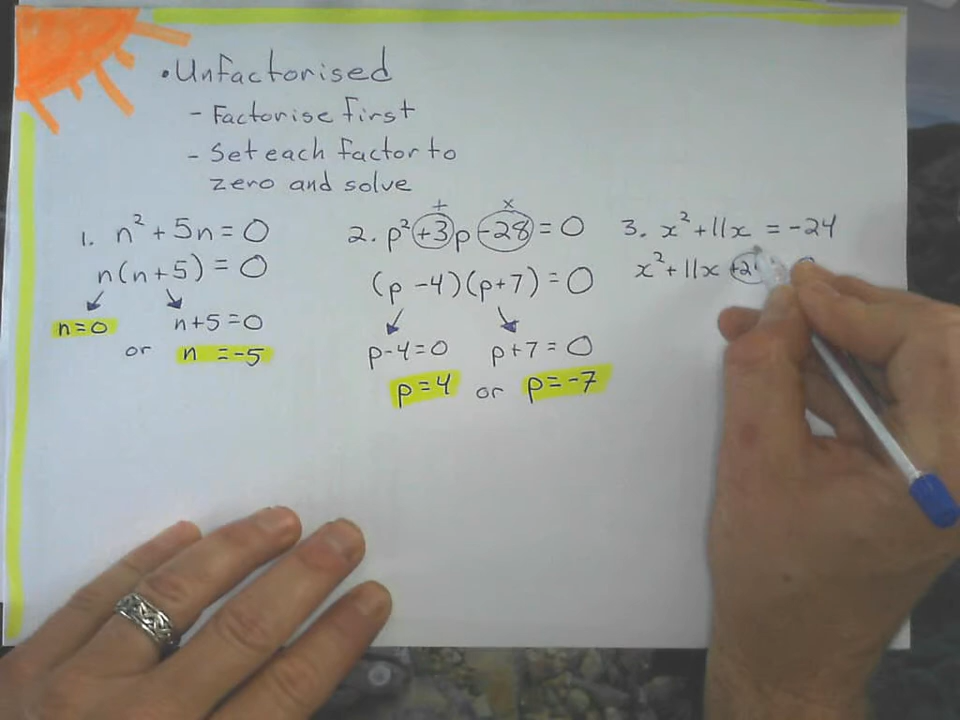 • Unfactorised
- Factorise first
- Set each factor to
zero and solve
1. n² + 5n = 0
n(n+5) = 0
n=0
n+5=0
or n = -5
+ x
2. p² +3p -28 = 0
(p -4)(p+7) = 0
p-4=0 p+7=0
p=4 or p=-7
3. x² + 11x = -24
x² + 11x +2